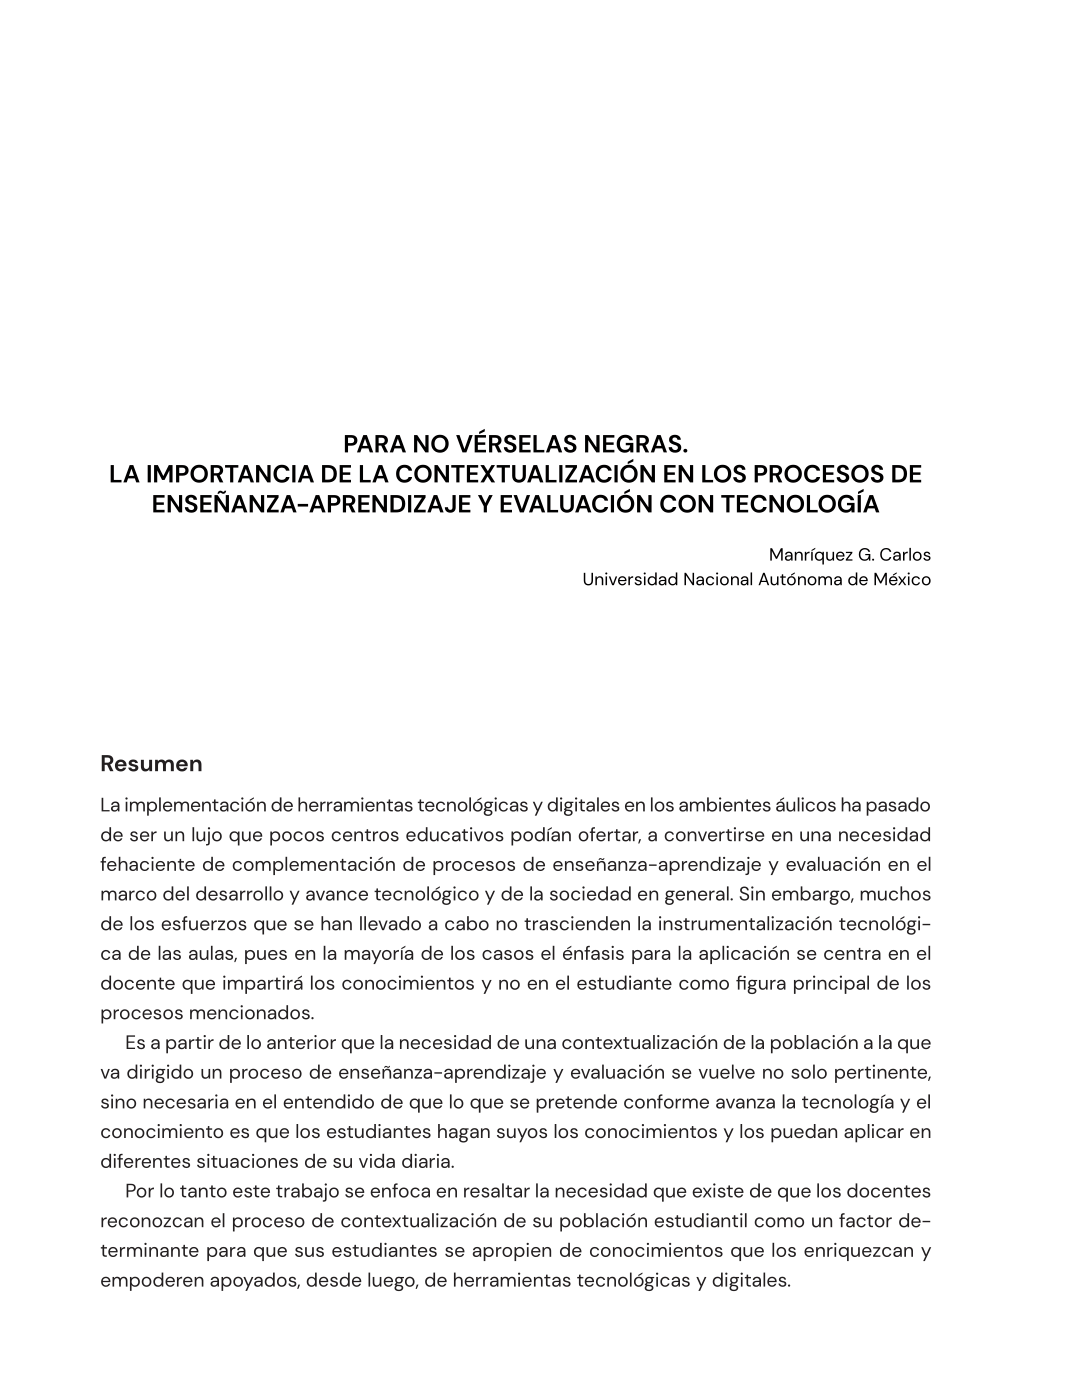 PARA NO VÉRSELAS NEGRAS.
LA IMPORTANCIA DE LA CONTEXTUALIZACIÓN EN LOS PROCESOS DE
ENSEÑANZA-APRENDIZAJE Y EVALUACIÓN CON TECNOLOGÍA
Manríquez G. Carlos
Universidad Nacional Autónoma de México
Resumen
La implementación de herramientas tecnológicas y digitales en los ambientes áulicos ha pasado
de ser un lujo que pocos centros educativos podían ofertar, a convertirse en una necesidad
fehaciente de complementación de procesos de enseñanza-aprendizaje y evaluación en el
marco del desarrollo y avance tecnológico y de la sociedad en general. Sin embargo, muchos
de los esfuerzos que se han llevado a cabo no trascienden la instrumentalización tecnológi-
ca de las aulas, pues en la mayoría de los casos el énfasis para la aplicación se centra en el
docente que impartirá los conocimientos y no en el estudiante como figura principal de los
procesos mencionados.
Es a partir de lo anterior que la necesidad de una contextualización de la población a la que
va dirigido un proceso de enseñanza-aprendizaje y evaluación se vuelve no solo pertinente,
sino necesaria en el entendido de que lo que se pretende conforme avanza la tecnología y el
conocimiento es que los estudiantes hagan suyos los conocimientos y los puedan aplicar en
diferentes situaciones de su vida diaria.
Por lo tanto este trabajo se enfoca en resaltar la necesidad que existe de que los docentes
reconozcan el proceso de contextualización de su población estudiantil como un factor de-
terminante para que sus estudiantes se apropien de conocimientos que los enriquezcan y
empoderen apoyados, desde luego, de herramientas tecnológicas y digitales.